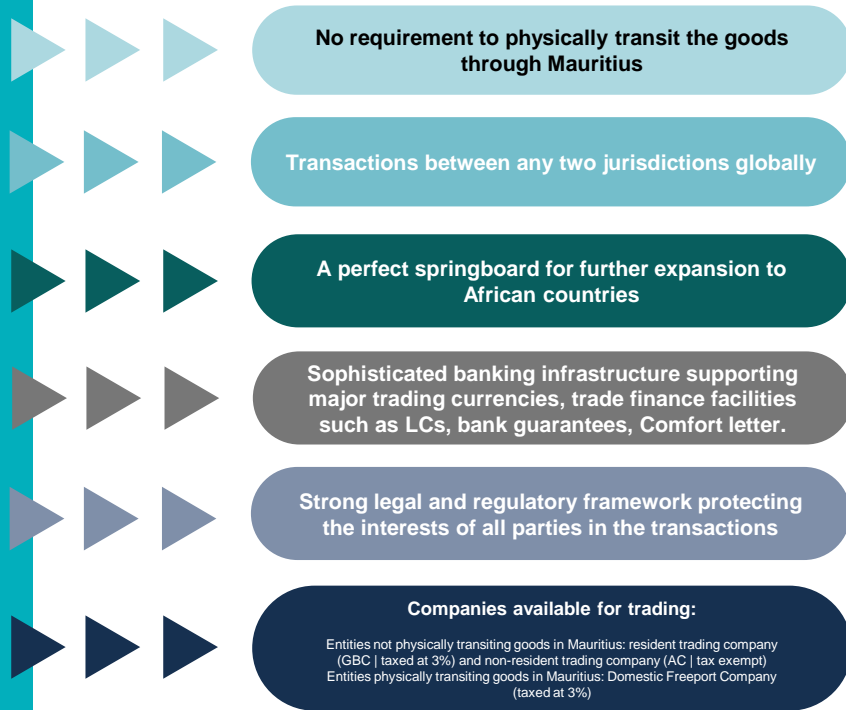 No requirement to physically transit the goods
through Mauritius
Transactions between any two jurisdictions globally
A perfect springboard for further expansion to
African countries
Sophisticated banking infrastructure supporting
major trading currencies, trade finance facilities
such as LCs, bank guarantees, Comfort letter.
Strong legal and regulatory framework protecting
the interests of all parties in the transactions
Companies available for trading:
Entities not physically transiting goods in Mauritius: resident trading company
(GBC | taxed at 3%) and non-resident trading company (AC | tax exempt)
Entities physically transiting goods in Mauritius: Domestic Freeport Company
(taxed at 3%)